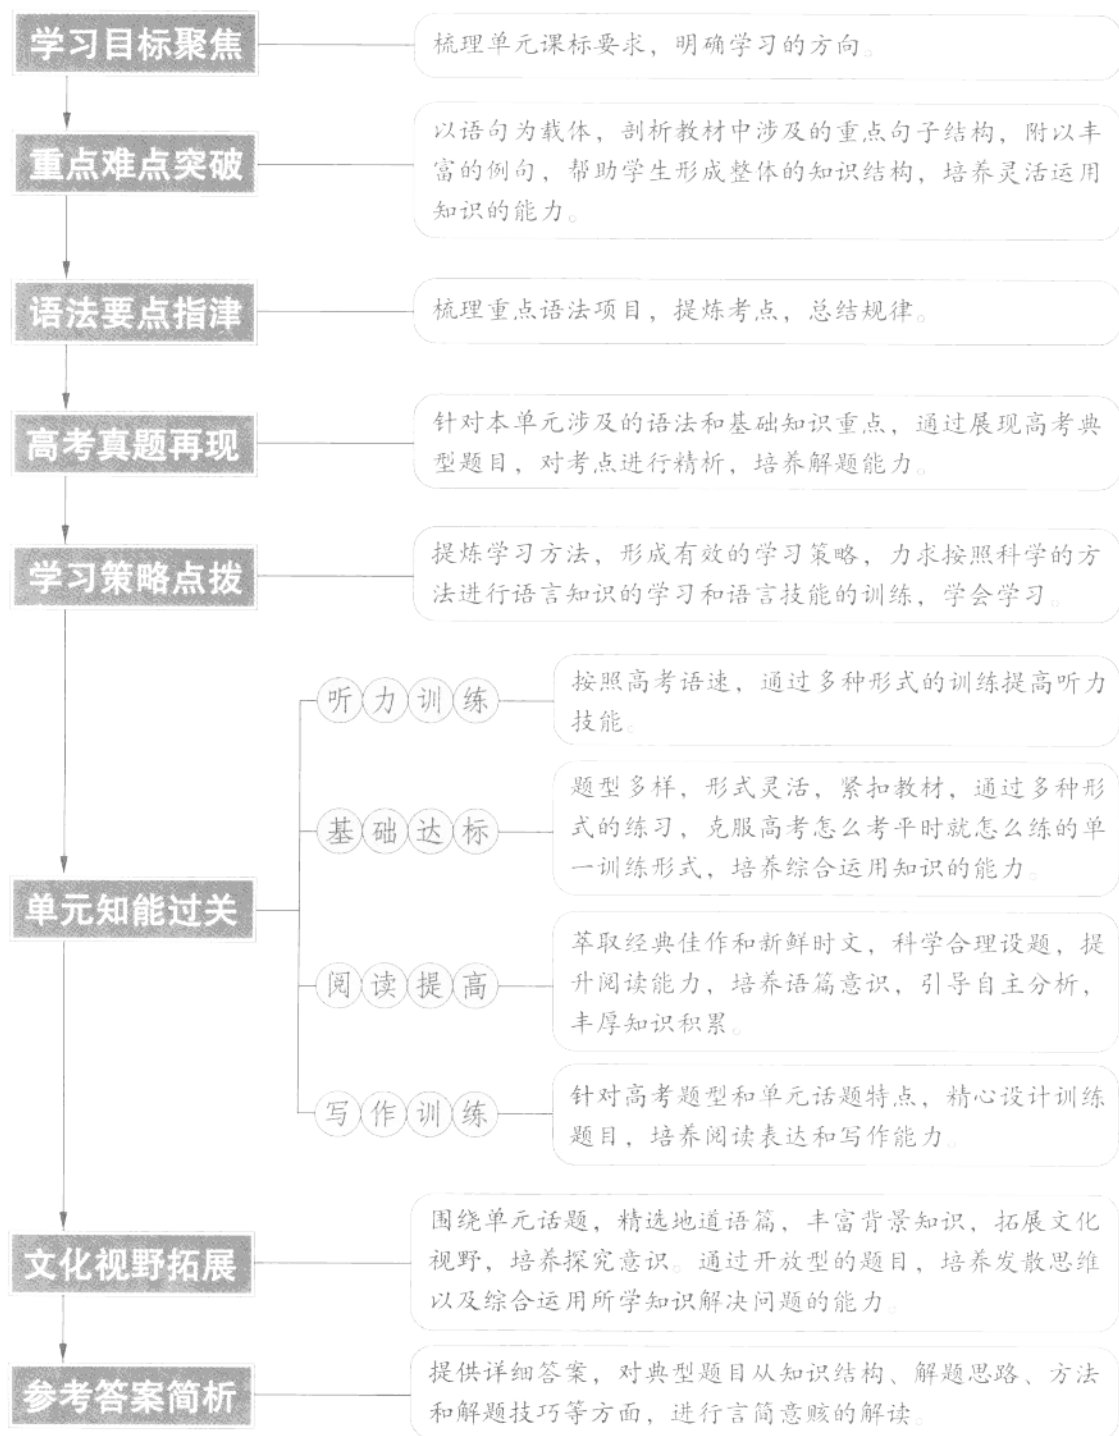 学习目标聚焦
梳理单元课标要求，明确学习的方向。
重点难点突破
以语句为载体，剖析教材中涉及的重点句子结构，附以丰
富的例句，帮助学生形成整体的知识结构，培养灵活运用
知识的能力。
语法要点指津
梳理重点语法项目，提炼考点，总结规律。
高考真题再现
针对本单元涉及的语法和基础知识重点，通过展现高考典
型题目，对考点进行精析，培养解题能力。
学习策略点拨
提炼学习方法，形成有效的学习策略，力求按照科学的方
法进行语言知识的学习和语言技能的训练，学会学习。
单元知能过关
听力训练
按照高考语速，通过多种形式的训练提高听力
技能。
基础达标
题型多样，形式灵活，紧扣教材，通过多种形
式的练习，克服高考怎么考平时就怎么练的单
一训练形式，培养综合运用知识的能力。
阅读提高
萃取经典佳作和新鲜时文，科学合理设题，提
升阅读能力，培养语篇意识，引导自主分析，
丰厚知识积累。
写作训练
针对高考题型和单元话题特点，精心设计训练
题目，培养阅读表达和写作能力。
文化视野拓展
围绕单元话题，精选地道语篇，丰富背景知识，拓展文化
视野，培养探究意识。通过开放型的题目，培养发散思维
以及综合运用所学知识解决问题的能力。
参考答案简析
提供详细答案，对典型题目从知识结构、解题思路、方法
和解题技巧等方面，进行言简意赅的解读。